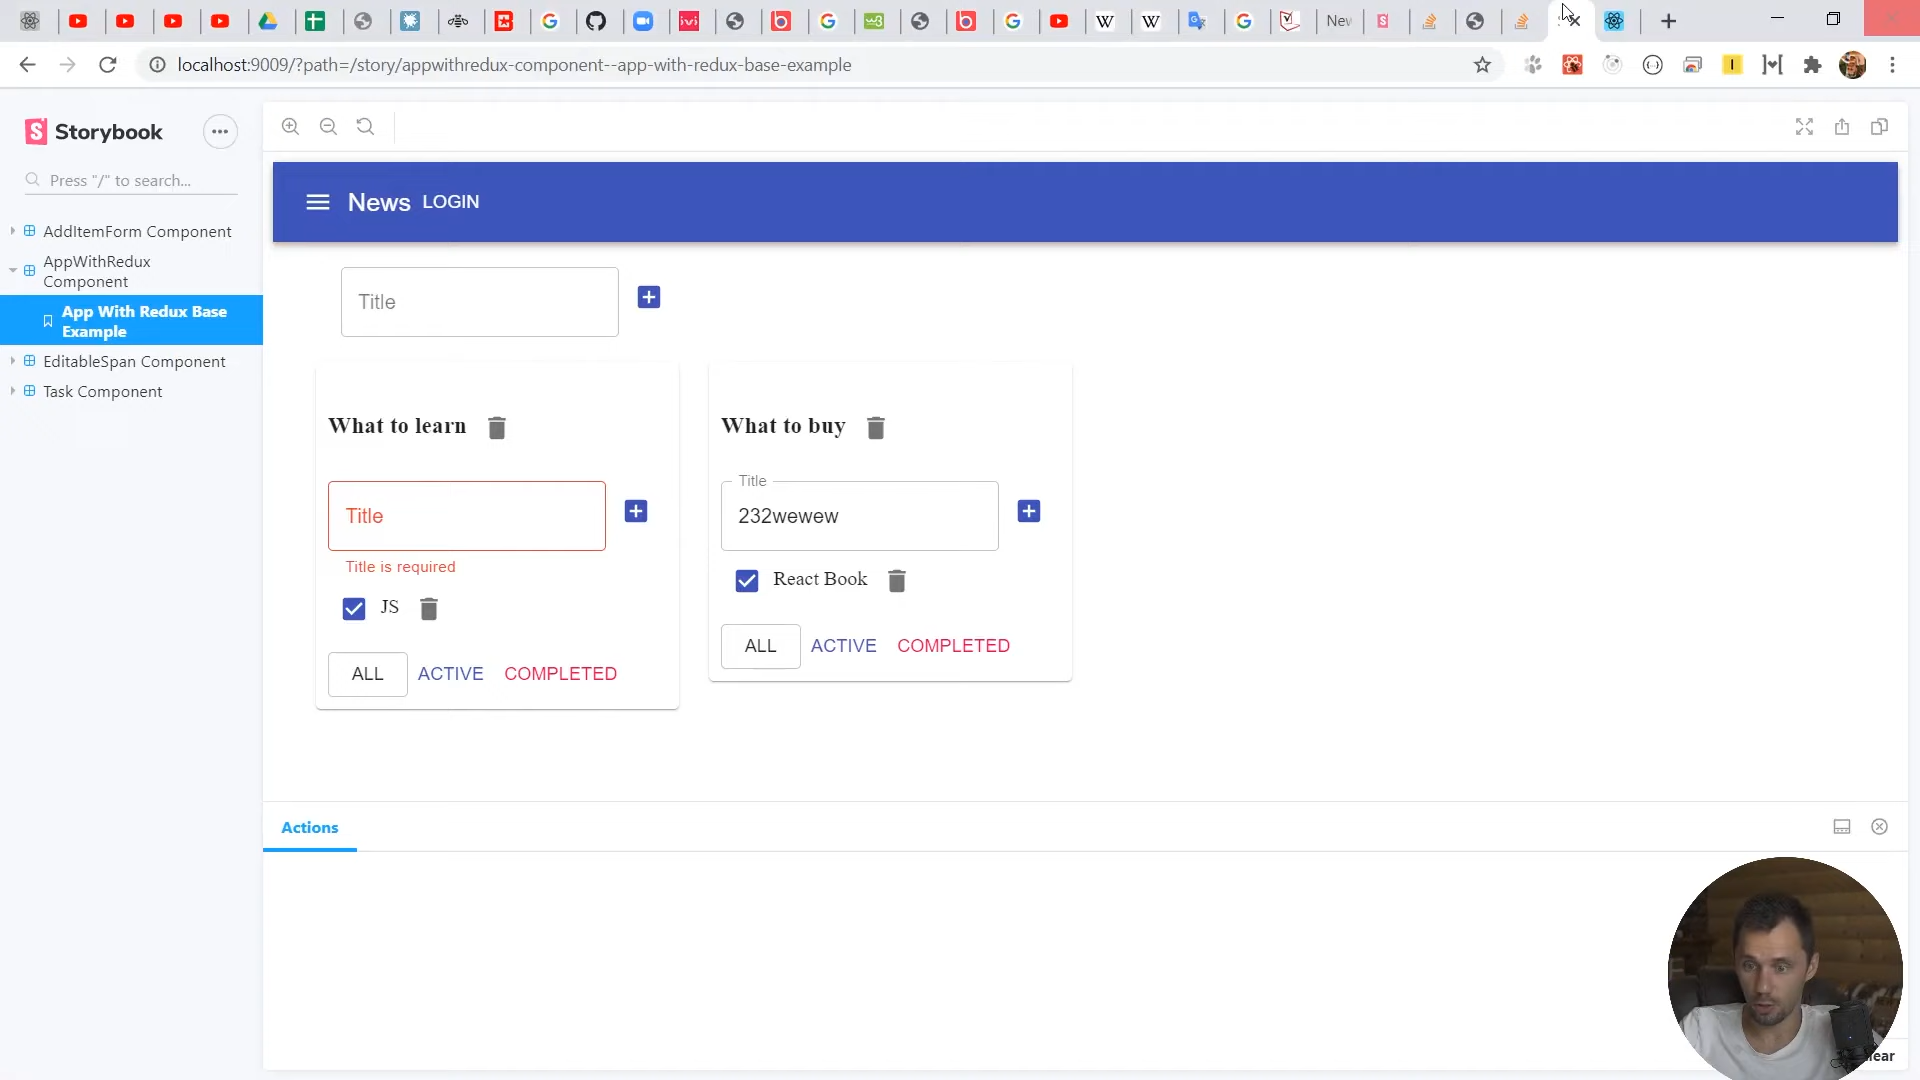 New
localhost:9009/?path=/story/appwithredux-component--app-with-redux-base-example
Storybook
Press "/" to search...
AddItemForm Component
AppWithRedux
Component
App With Redux Base
Example
EditableSpan Component
Task Component
News LOGIN
Title
What to learn
Title
Title is required
JS
ALL ACTIVE COMPLETED
What to buy
Title
232wewew
React Book
ALL ACTIVE COMPLETED
Actions